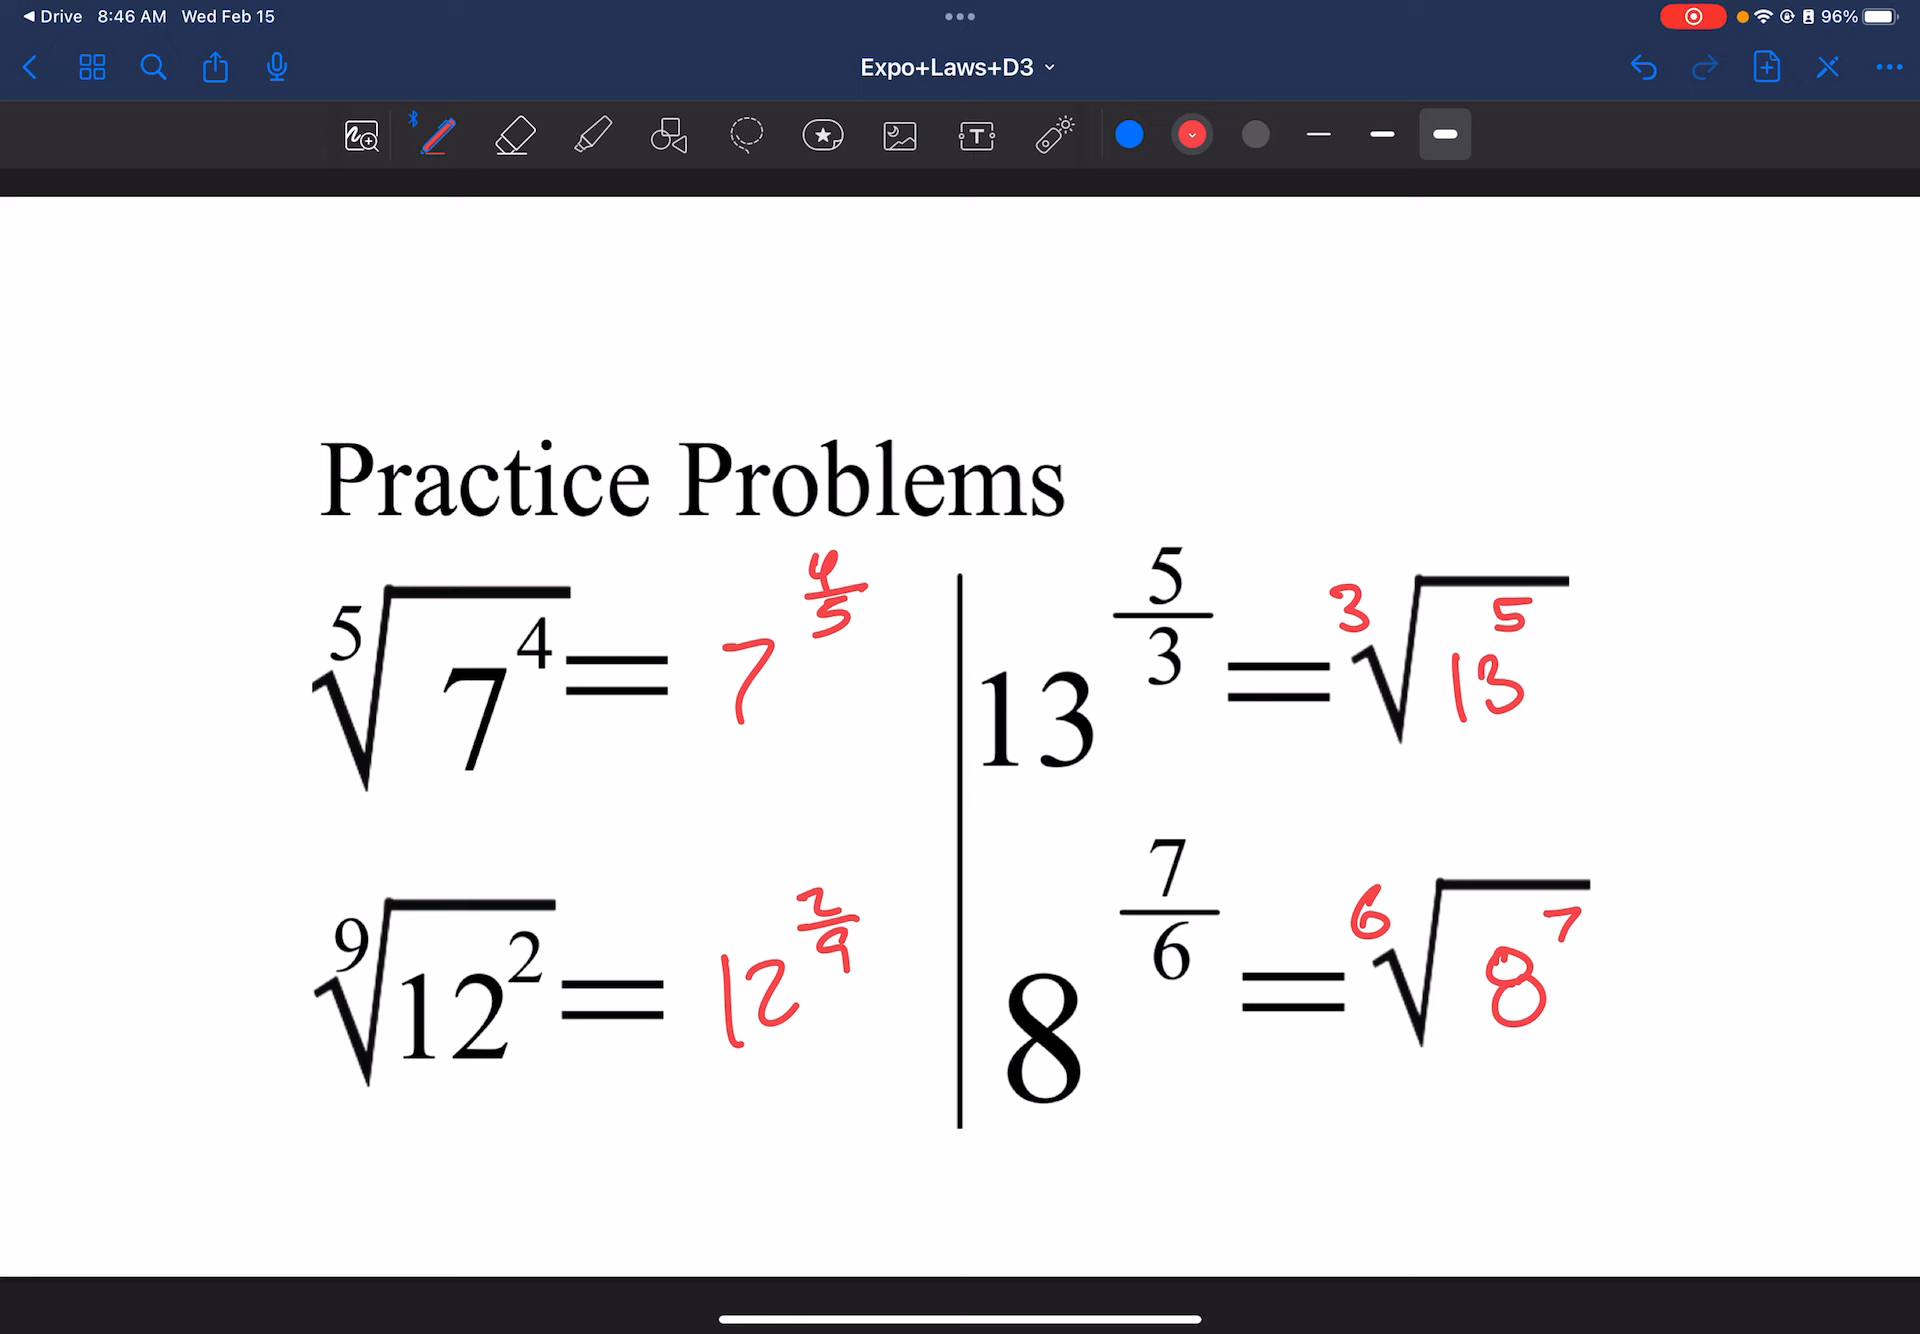 Drive 8:46 AM Wed Feb 15
96%
Expo+Laws+D3
T
Practice Problems
⁵√7⁴ = 7^(4/5)
13^(5/3) = ³√13⁵
⁹√12² = 12^(2/9)
8^(7/6) = ⁶√8⁷